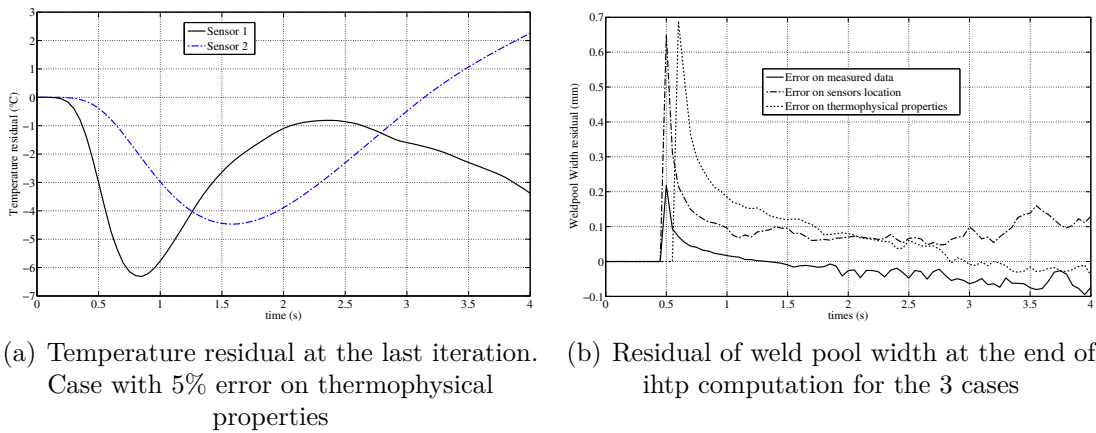 3
2
1
0
−1
−2
−3
−4
−5
−6
−7
Temperature residual (°C)
Sensor 1
Sensor 2
0 0.5 1 1.5 2 2.5 3 3.5 4
time (s)
(a) Temperature residual at the last iteration.
Case with 5% error on thermophysical
properties
0.7
0.6
0.5
0.4
0.3
0.2
0.1
0
−0.1
Weldpool Width residual (mm)
Error on measured data
Error on sensors location
Error on thermophysical properties
0 0.5 1 1.5 2 2.5 3 3.5 4
times (s)
(b) Residual of weld pool width at the end of
ihtp computation for the 3 cases